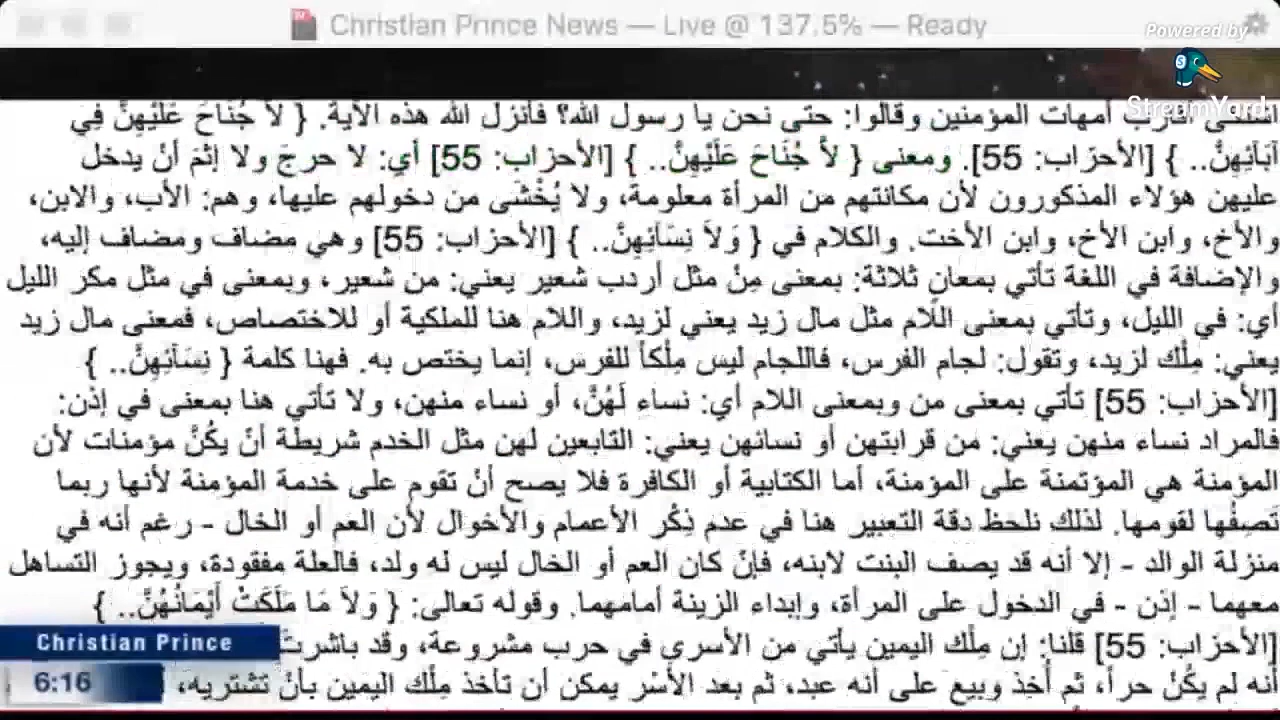 Christian Prince News — Live @ 137.5% — Ready
Powered by
StreamYard
أمهات المؤمنين وقالوا: حتى نحن يا رسول الله؟ فأنزل الله هذه الآية. { لاَّ جُنَاحَ عَلَيْهِنَّ فِيۤ
آبَآئِهِنَّ.. } [الأحزاب: 55]. ومعنى { لاَّ جُنَاحَ عَلَيْهِنَّ.. } [الأحزاب: 55] أي: لا حرجَ ولا إثمَ أنْ يدخل
عليهن هؤلاء المذكورون لأن مكانتهم من المرأة معلومة، ولا يُخْشَى من دخولهم عليها، وهم: الأب، والابن،
والأخ، وابن الأخ، وابن الأخت. والكلام في { وَلاَ نِسَآئِهِنَّ.. } [الأحزاب: 55] وهي مضاف ومضاف إليه،
والإضافة في اللغة تأتي بمعانٍ ثلاثة: بمعنى مِنْ مثل أردب شعير يعني: من شعير، وبمعنى في مثل مكر الليل
أي: في الليل، وتأتي بمعنى اللام مثل مال زيد يعني لزيد، واللام هنا للملكية أو للاختصاص، فمعنى مال زيد
يعني: مِلْك لزيد، وتقول: لجام الفرس، فاللجام ليس مِلْكاً للفرس، إنما يختص به. فهنا كلمة { نِسَآئِهِنَّ.. }
[الأحزاب: 55] تأتي بمعنى من وبمعنى اللام أي: نساء لَهُنَّ، أو نساء منهن، ولا تأتي هنا بمعنى في إذن:
فالمراد نساء منهن يعني: من قرابتهن أو نسائهن يعني: التابعين لهن مثل الخدم شريطة أنْ يكُنَّ مؤمنات لأن
المؤمنة هي المؤتمنة على المؤمنة، أما الكتابية أو الكافرة فلا يصح أنْ تقوم على خدمة المؤمنة لأنها ربما
تَصِفُها لقومها. لذلك نلحظ دقة التعبير هنا في عدم ذِكْر الأعمام والأخوال لأن العم أو الخال - رغم أنه في
منزلة الوالد - إلا أنه قد يصف البنت لابنه، فإنْ كان العم أو الخال ليس له ولد، فالعلة مفقودة، ويجوز التساهل
معهما - إذن - في الدخول على المرأة، وإبداء الزينة أمامهما. وقوله تعالى: { وَلاَ مَا مَلَكَتْ أَيْمَانُهُنَّ.. }
[الأحزاب: 55] قلنا: إن مِلْك اليمين يأتي من الأسرى في حرب مشروعة، وقد باشرت
أنه لم يكُنْ حراً، ثم أُخِذ وبيع على أنه عبد، ثم بعد الأَسْر يمكن أن تأخذ مِلْك اليمين بأنْ تشتريه،
Christian Prince
6:16